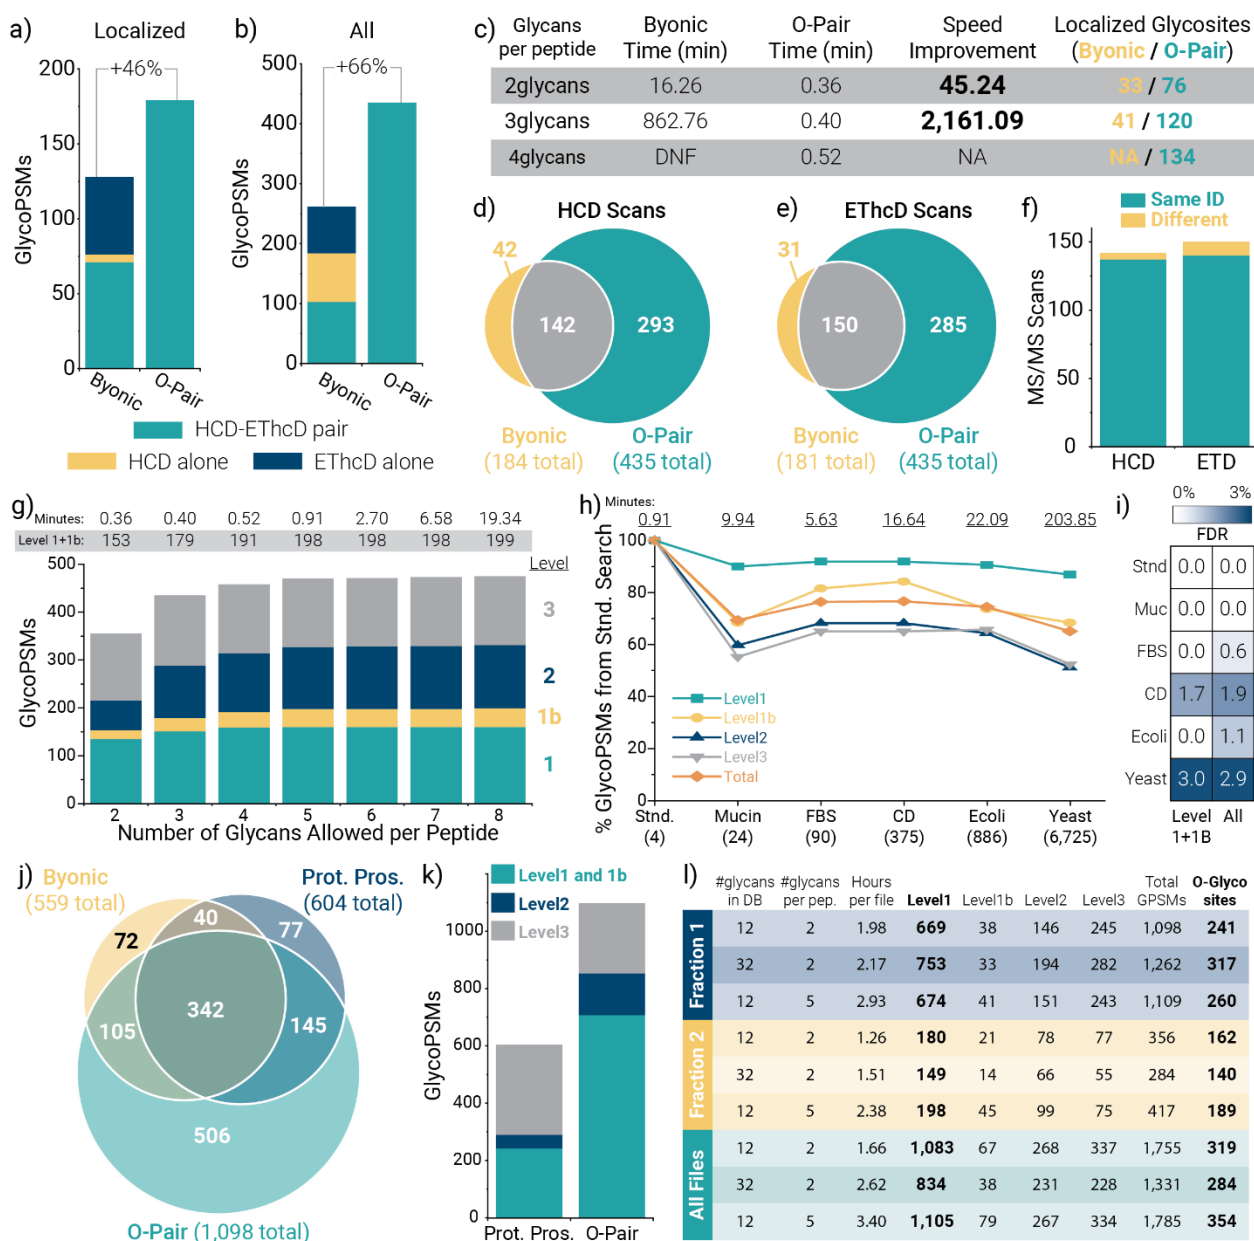 a) Localized
+46%
200
150
100
50
0
GlycoPSMs
Byonic
O-Pair
b) All
+66%
500
400
300
200
100
0
GlycoPSMs
Byonic
O-Pair
HCD-EThcD pair
HCD alone
EThcD alone
c)
Glycans per peptide Byonic Time (min) O-Pair Time (min) Speed Improvement Localized Glycosites (Byonic / O-Pair)
2glycans 16.26 0.36 45.24 33 / 76
3glycans 862.76 0.40 2,161.09 41 / 120
4glycans DNF 0.52 NA NA / 134
d) HCD Scans
42
142
293
Byonic
(184 total)
O-Pair
(435 total)
e) EThcD Scans
31
150
285
Byonic
(181 total)
O-Pair
(435 total)
f)
Same ID
Different
150
100
50
0
MS/MS Scans
HCD
ETD
g)
Minutes: 0.36 0.40 0.52 0.91 2.70 6.58 19.34
Level 1+1b: 153 179 191 198 198 198 199
Level
3
2
1b
1
500
400
300
200
100
0
GlycoPSMs
2 3 4 5 6 7 8
Number of Glycans Allowed per Peptide
h)
Minutes:
0.91 9.94 5.63 16.64 22.09 203.85
100
80
60
40
20
0
% GlycoPSMs from Stnd. Search
Level1
Level1b
Level2
Level3
Total
Stnd. Mucin FBS CD Ecoli Yeast
(4) (24) (90) (375) (886) (6,725)
i)
0% 3%
FDR
Stnd 0.0 0.0
Muc 0.0 0.0
FBS 0.0 0.6
CD 1.7 1.9
Ecoli 0.0 1.1
Yeast 3.0 2.9
Level All
1+1B
j)
Byonic
(559 total)
Prot. Pros.
(604 total)
72
40
77
342
105
145
506
O-Pair (1,098 total)
k)
Level1 and 1b
Level2
Level3
1000
800
600
400
200
0
GlycoPSMs
Prot. Pros.
O-Pair
l)
#glycans in DB #glycans per pep. Hours per file Level1 Level1b Level2 Level3 Total GPSMs O-Glyco sites
Fraction 1
12 2 1.98 669 38 146 245 1,098 241
32 2 2.17 753 33 194 282 1,262 317
12 5 2.93 674 41 151 243 1,109 260
Fraction 2
12 2 1.26 180 21 78 77 356 162
32 2 1.51 149 14 66 55 284 140
12 5 2.38 198 45 99 75 417 189
All Files
12 2 1.66 1,083 67 268 337 1,755 319
32 2 2.62 834 38 231 228 1,331 284
12 5 3.40 1,105 79 267 334 1,785 354